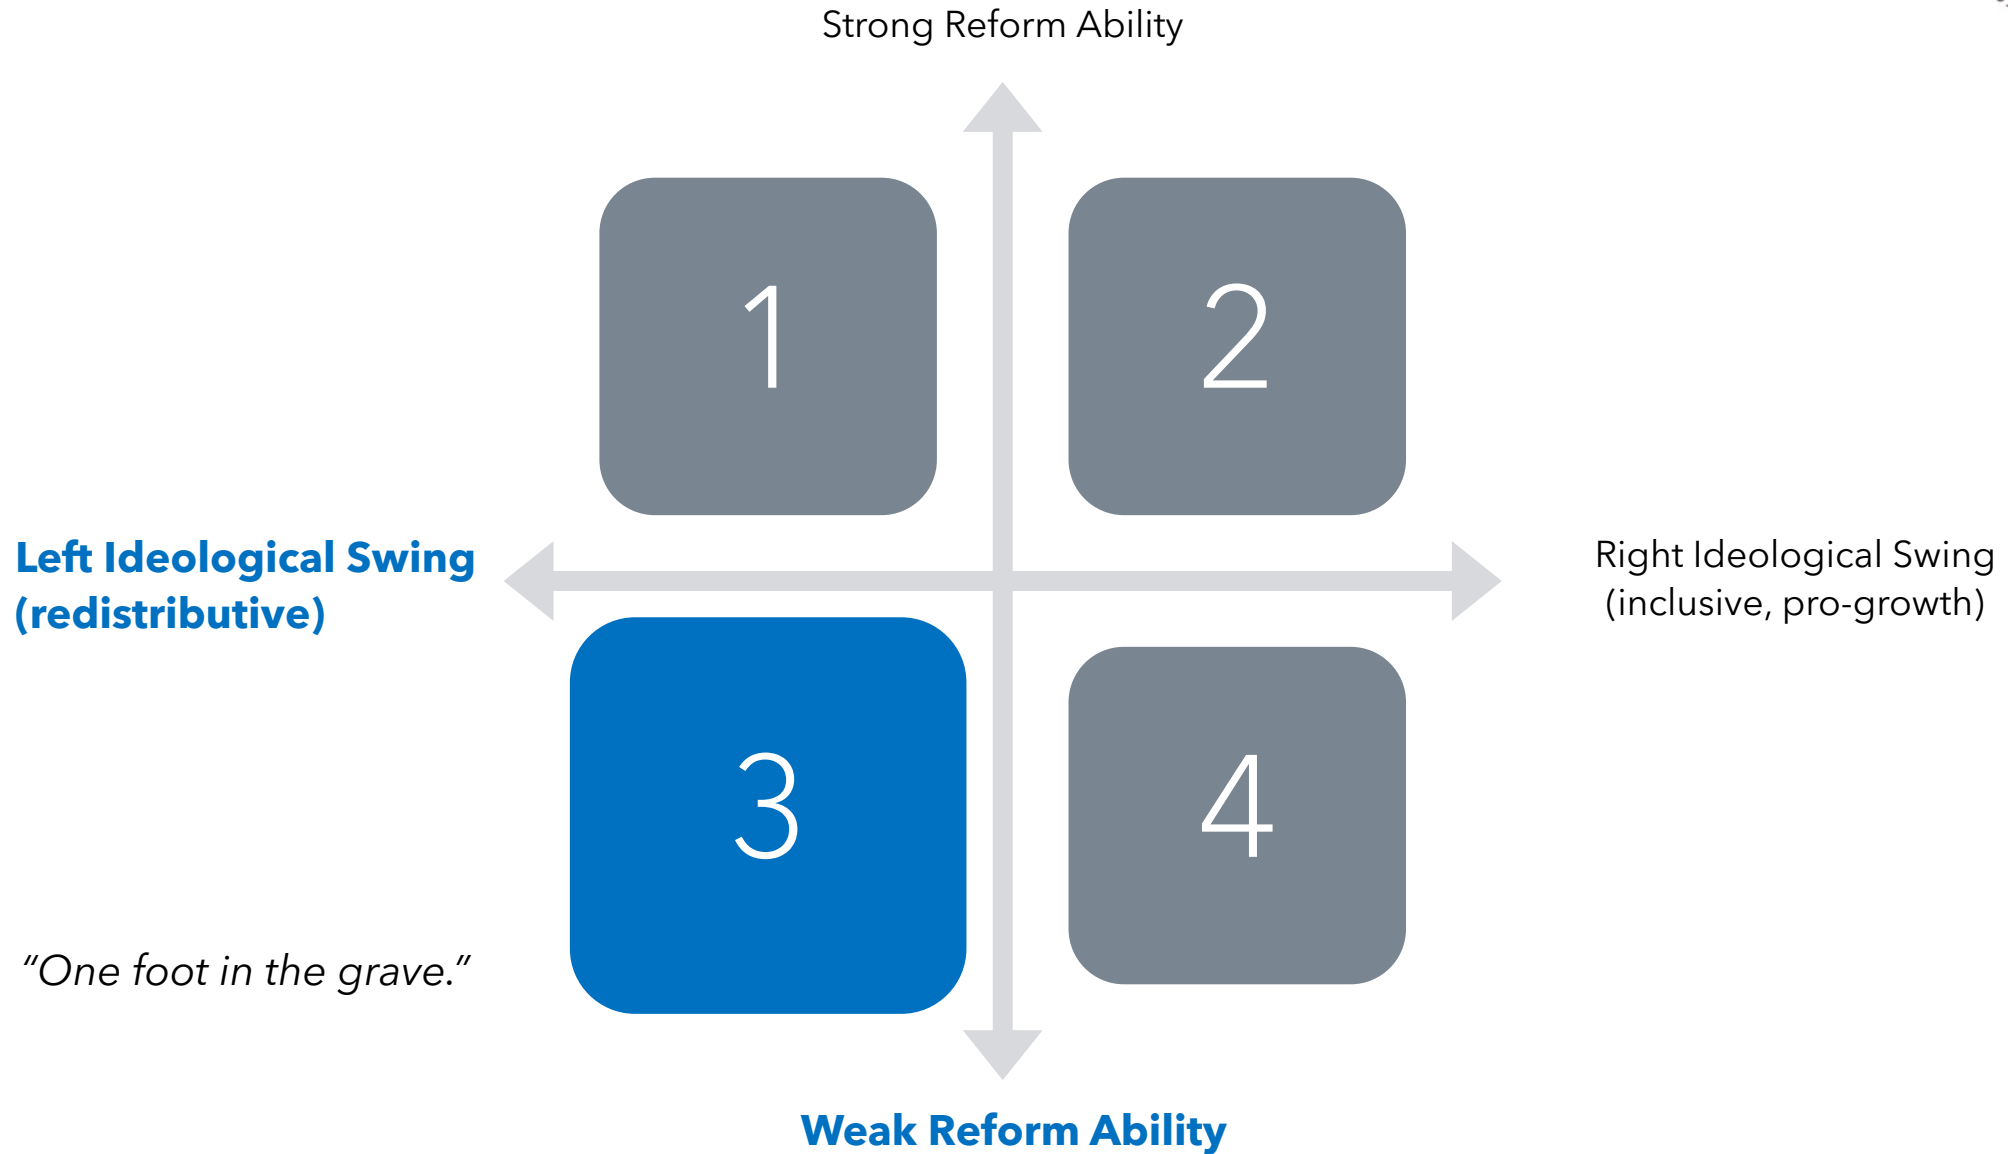 Strong Reform Ability
1
2
Left Ideological Swing
(redistributive)
Right Ideological Swing
(inclusive, pro-growth)
3
4
“One foot in the grave.”
Weak Reform Ability